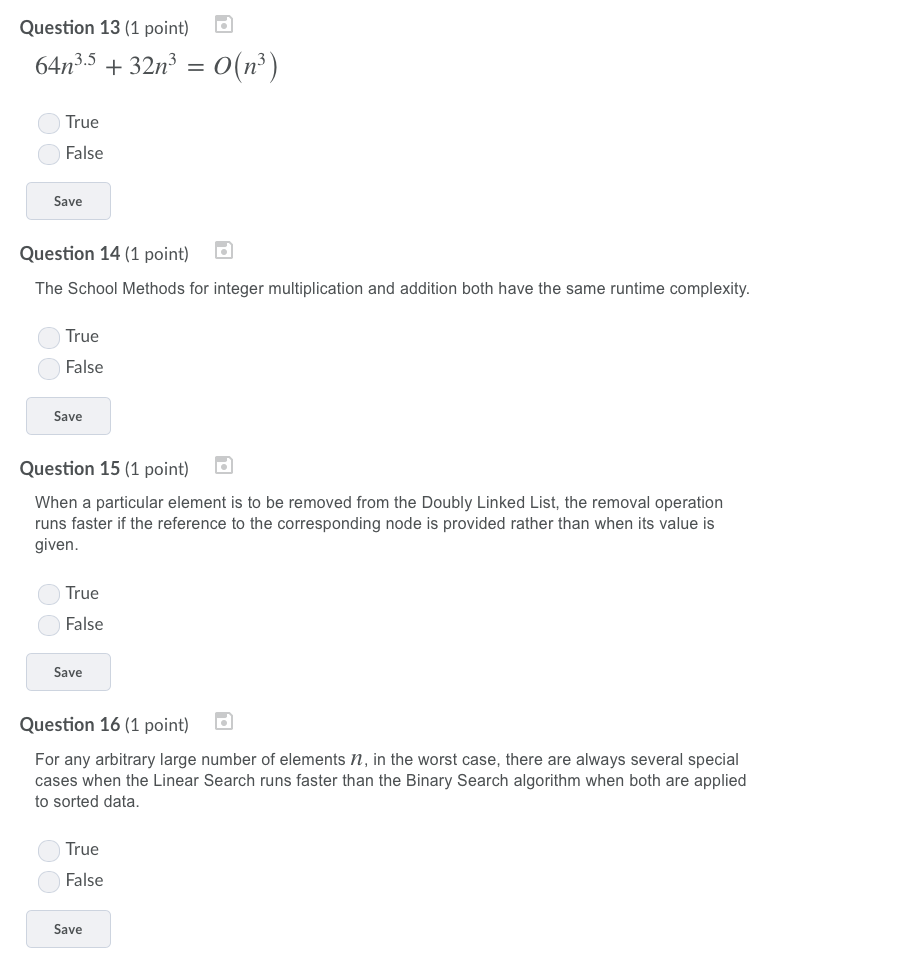 Question 13 (1 point)
64n^3.5 + 32n^3 = O(n^3)
True
False
Save
Question 14 (1 point)
The School Methods for integer multiplication and addition both have the same runtime complexity.
True
False
Save
Question 15 (1 point)
When a particular element is to be removed from the Doubly Linked List, the removal operation
runs faster if the reference to the corresponding node is provided rather than when its value is
given.
True
False
Save
Question 16 (1 point)
For any arbitrary large number of elements n, in the worst case, there are always several special
cases when the Linear Search runs faster than the Binary Search algorithm when both are applied
to sorted data.
True
False
Save